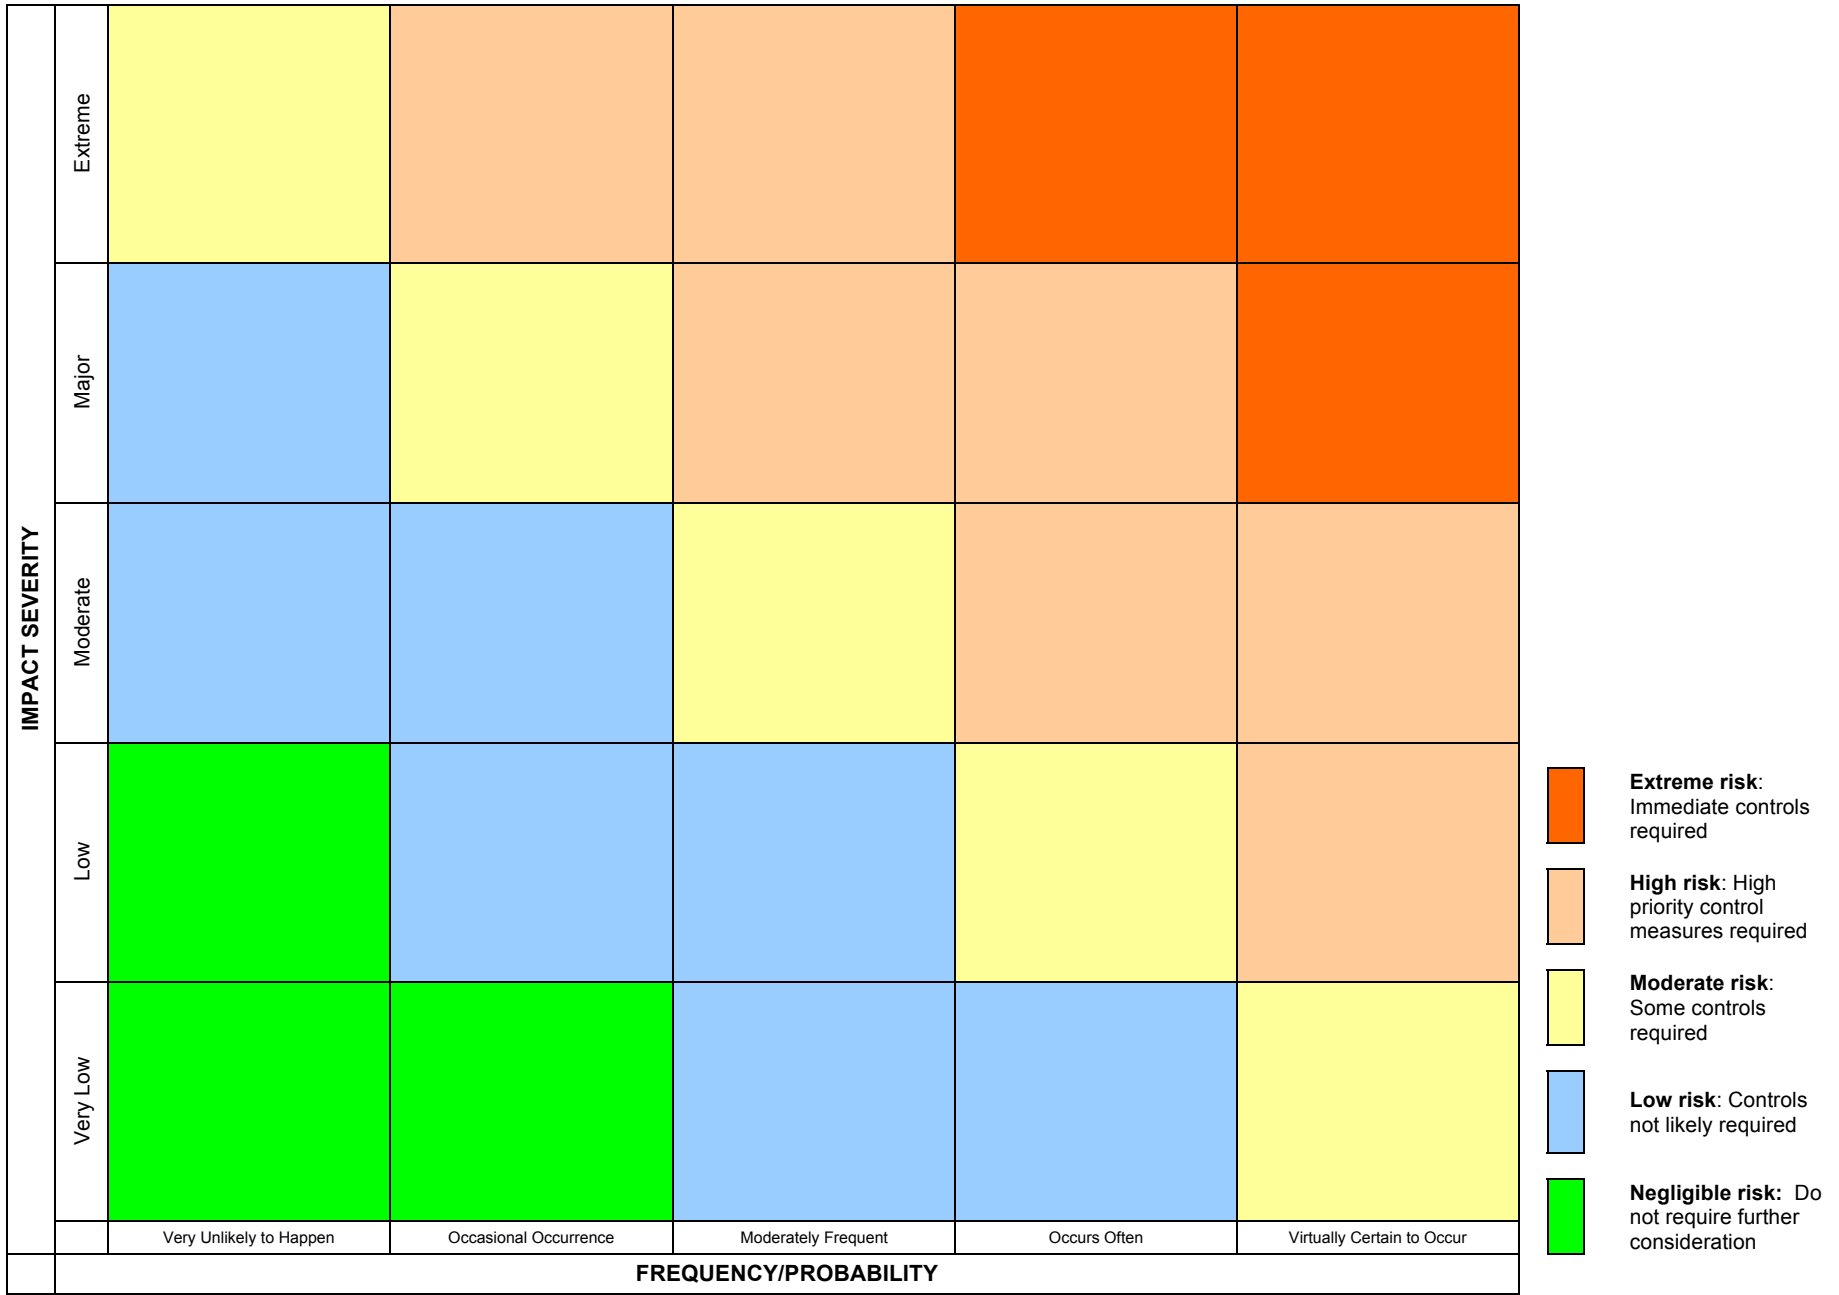 IMPACT SEVERITY
Extreme
Major
Moderate
Low
Very Low
Very Unlikely to Happen
Occasional Occurrence
Moderately Frequent
Occurs Often
Virtually Certain to Occur
FREQUENCY/PROBABILITY
Extreme risk:
Immediate controls
required
High risk: High
priority control
measures required
Moderate risk:
Some controls
required
Low risk: Controls
not likely required
Negligible risk: Do
not require further
consideration